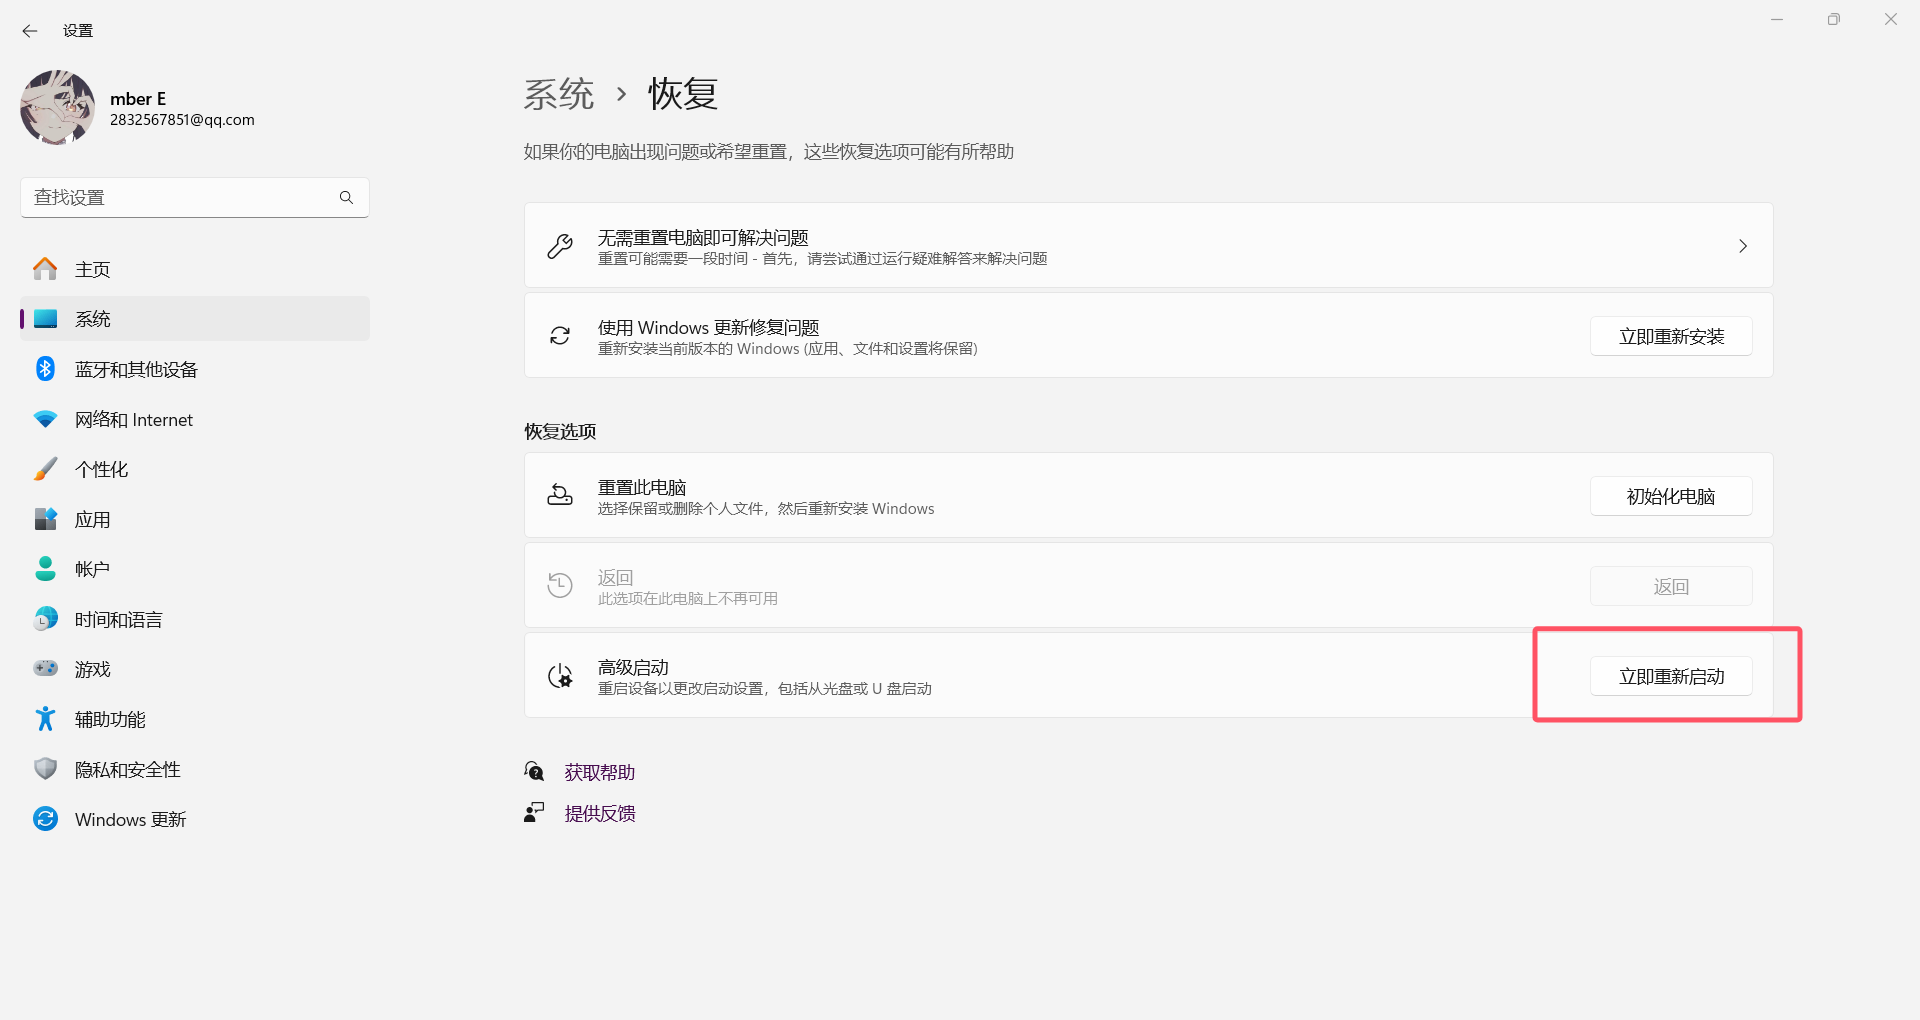 设置
mber E
2832567851@qq.com
查找设置
主页
系统
蓝牙和其他设备
网络和 Internet
个性化
应用
帐户
时间和语言
游戏
辅助功能
隐私和安全性
Windows 更新
系统 › 恢复
如果你的电脑出现问题或希望重置，这些恢复选项可能有所帮助
无需重置电脑即可解决问题
重置可能需要一段时间 - 首先，请尝试通过运行疑难解答来解决问题
使用 Windows 更新修复问题
重新安装当前版本的 Windows (应用、文件和设置将保留)
立即重新安装
恢复选项
重置此电脑
选择保留或删除个人文件，然后重新安装 Windows
初始化电脑
返回
此选项在此电脑上不再可用
返回
高级启动
重启设备以更改启动设置，包括从光盘或 U 盘启动
立即重新启动
获取帮助
提供反馈